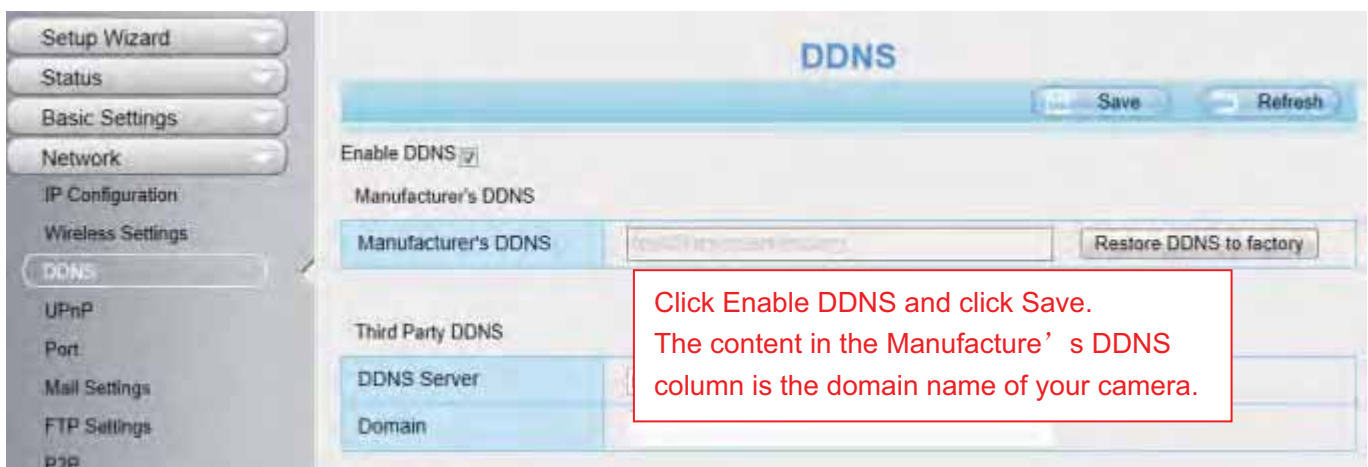 Setup Wizard
Status
Basic Settings
Network
IP Configuration
Wireless Settings
DDNS
UPnP
Port
Mail Settings
FTP Settings
P2P
DDNS
Save Refresh
Enable DDNS
Manufacturer's DDNS
Manufacturer's DDNS Restore DDNS to factory
Click Enable DDNS and click Save.
The content in the Manufacture’s DDNS
column is the domain name of your camera.
Third Party DDNS
DDNS Server
Domain